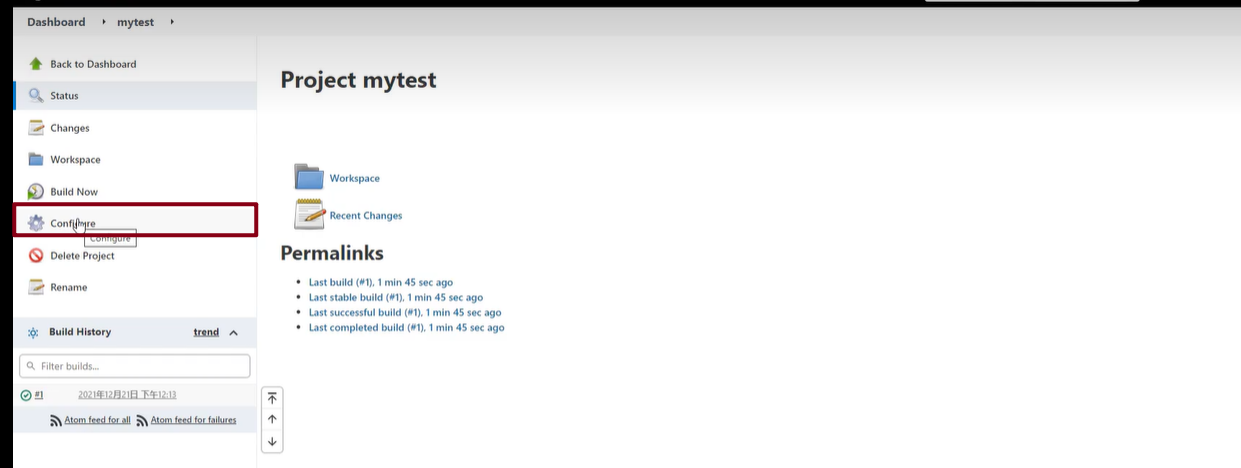 Dashboard mytest
Back to Dashboard
Status
Changes
Workspace
Build Now
Configure
Configure
Delete Project
Rename
Build History trend
Filter builds...
#1 2021年12月21日 下午12:13
Atom feed for all Atom feed for failures
Project mytest
Workspace
Recent Changes
Permalinks
Last build (#1), 1 min 45 sec ago
Last stable build (#1), 1 min 45 sec ago
Last successful build (#1), 1 min 45 sec ago
Last completed build (#1), 1 min 45 sec ago